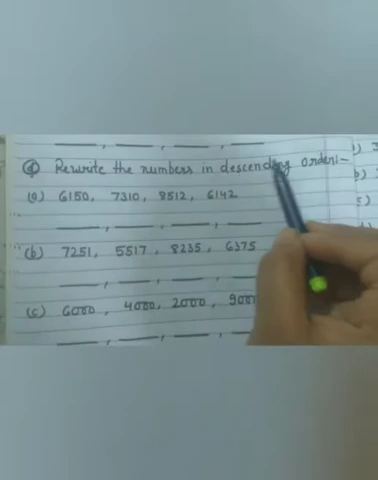 ④ Rewrite the numbers in descending order:-
(a) 6150, 7310, 8512, 6142
(b) 7251, 5517, 8235, 6375
(c) 6000, 4000, 2000,